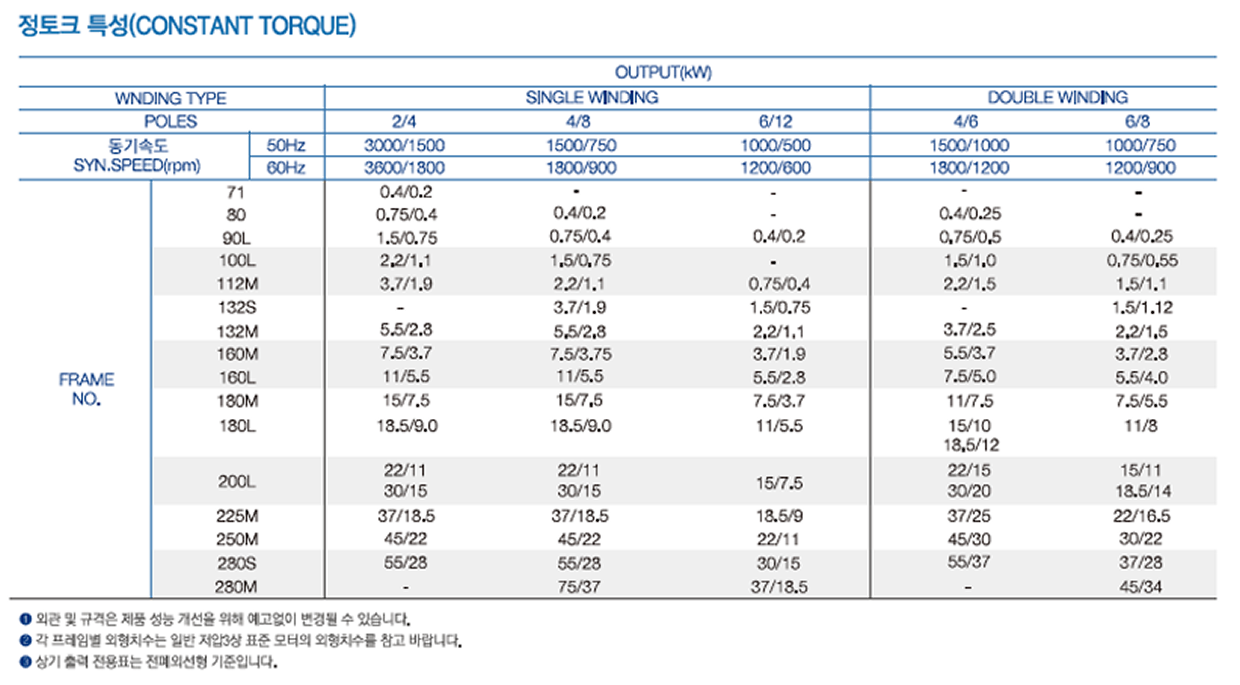 정토크 특성(CONSTANT TORQUE)
OUTPUT(kW)
WNDING TYPE SINGLE WINDING DOUBLE WINDING
POLES 2/4 4/8 6/12 4/6 6/8
동기속도 SYN.SPEED(rpm) 50Hz 3000/1500 1500/750 1000/500 1500/1000 1000/750
60Hz 3600/1800 1800/900 1200/600 1800/1200 1200/900
FRAME NO.
71 0.4/0.2 - - - -
80 0.75/0.4 0.4/0.2 - 0.4/0.25 -
90L 1.5/0.75 0.75/0.4 0.4/0.2 0.75/0.5 0.4/0.25
100L 2.2/1.1 1.5/0.75 - 1.5/1.0 0.75/0.55
112M 3.7/1.9 2.2/1.1 0.75/0.4 2.2/1.5 1.5/1.1
132S - 3.7/1.9 1.5/0.75 - 1.5/1.12
132M 5.5/2.8 5.5/2.8 2.2/1.1 3.7/2.5 2.2/1.5
160M 7.5/3.7 7.5/3.75 3.7/1.9 5.5/3.7 3.7/2.8
160L 11/5.5 11/5.5 5.5/2.8 7.5/5.0 5.5/4.0
180M 15/7.5 15/7.5 7.5/3.7 11/7.5 7.5/5.5
180L 18.5/9.0 18.5/9.0 11/5.5 15/10 11/8
18.5/12
200L 22/11 22/11 15/7.5 22/15 15/11
30/15 30/15 30/20 18.5/14
225M 37/18.5 37/18.5 18.5/9 37/25 22/16.5
250M 45/22 45/22 22/11 45/30 30/22
280S 55/28 55/28 30/15 55/37 37/28
280M - 75/37 37/18.5 - 45/34
❶ 외관 및 규격은 제품 성능 개선을 위해 예고없이 변경될 수 있습니다.
❷ 각 프레임별 외형치수는 일반 저압3상 표준 모터의 외형치수를 참고 바랍니다.
❸ 상기 출력 전용표는 전폐외선형 기준입니다.